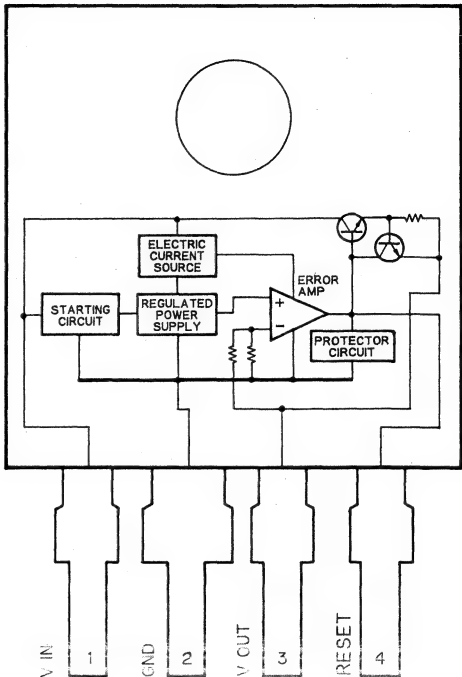 ELECTRIC
CURRENT
SOURCE
ERROR
AMP
STARTING
CIRCUIT
REGULATED
POWER
SUPPLY
+
−
PROTECTOR
CIRCUIT
V IN
1
GND
2
V OUT
3
RESET
4